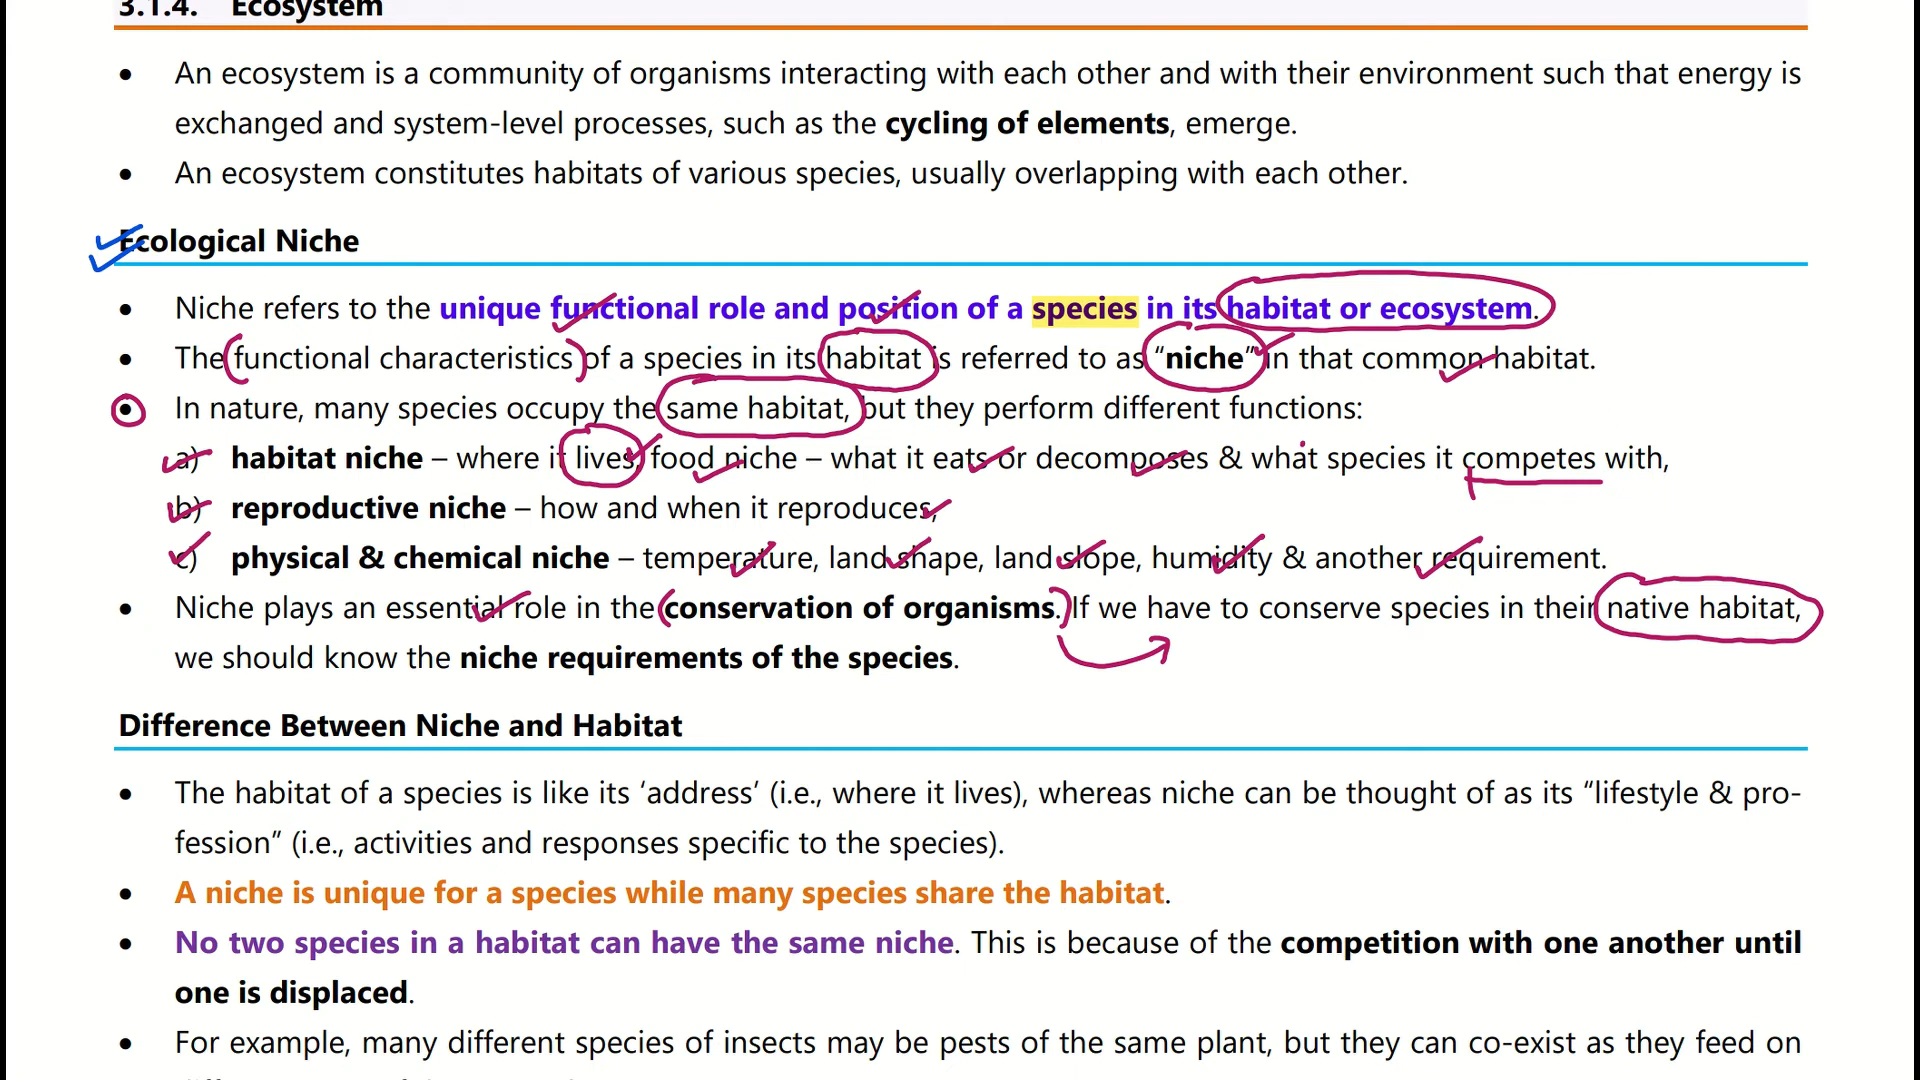 3.1.4. Ecosystem
• An ecosystem is a community of organisms interacting with each other and with their environment such that energy is
exchanged and system-level processes, such as the cycling of elements, emerge.
• An ecosystem constitutes habitats of various species, usually overlapping with each other.
Ecological Niche
• Niche refers to the unique functional role and position of a species in its habitat or ecosystem.
• The functional characteristics of a species in its habitat is referred to as “niche” in that common habitat.
• In nature, many species occupy the same habitat, but they perform different functions:
a) habitat niche – where it lives, food niche – what it eats or decomposes & what species it competes with,
b) reproductive niche – how and when it reproduces,
c) physical & chemical niche – temperature, land shape, land slope, humidity & another requirement.
• Niche plays an essential role in the conservation of organisms. If we have to conserve species in their native habitat,
we should know the niche requirements of the species.
Difference Between Niche and Habitat
• The habitat of a species is like its ‘address’ (i.e., where it lives), whereas niche can be thought of as its “lifestyle & pro-
fession” (i.e., activities and responses specific to the species).
• A niche is unique for a species while many species share the habitat.
• No two species in a habitat can have the same niche. This is because of the competition with one another until
one is displaced.
• For example, many different species of insects may be pests of the same plant, but they can co-exist as they feed on